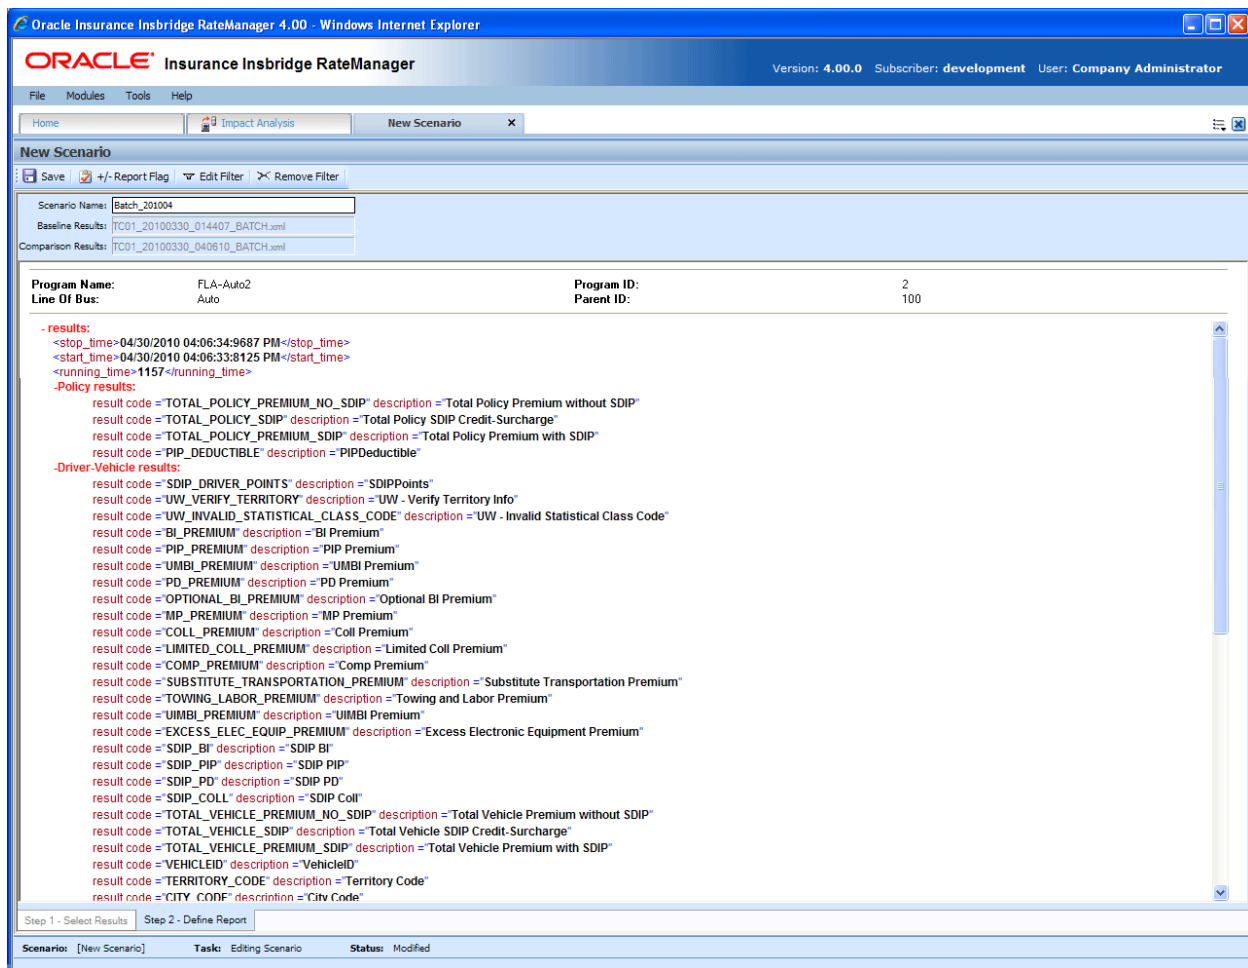 Oracle Insurance Insbridge RateManager 4.00 - Windows Internet Explorer
ORACLE Insurance Insbridge RateManager
Version: 4.00.0 Subscriber: development User: Company Administrator
File Modules Tools Help
Home Impact Analysis New Scenario x
New Scenario
Save +/- Report Flag Edit Filter Remove Filter
Scenario Name: Batch_201004
Baseline Results: TC01_20100330_014407_BATCH.xml
Comparison Results: TC01_20100330_040610_BATCH.xml
Program Name: FLA-Auto2 Program ID: 2
Line Of Bus: Auto Parent ID: 100
- results:
<stop_time>04/30/2010 04:06:34:9687 PM</stop_time>
<start_time>04/30/2010 04:06:33:8125 PM</start_time>
<running_time>1157</running_time>
-Policy results:
result code ="TOTAL_POLICY_PREMIUM_NO_SDIP" description ="Total Policy Premium without SDIP"
result code ="TOTAL_POLICY_SDIP" description ="Total Policy SDIP Credit-Surcharge"
result code ="TOTAL_POLICY_PREMIUM_SDIP" description ="Total Policy Premium with SDIP"
result code ="PIP_DEDUCTIBLE" description ="PIPDeductible"
-Driver-Vehicle results:
result code ="SDIP_DRIVER_POINTS" description ="SDIPPoints"
result code ="UW_VERIFY_TERRITORY" description ="UW - Verify Territory Info"
result code ="UW_INVALID_STATISTICAL_CLASS_CODE" description ="UW - Invalid Statistical Class Code"
result code ="BI_PREMIUM" description ="BI Premium"
result code ="PIP_PREMIUM" description ="PIP Premium"
result code ="UMBI_PREMIUM" description ="UMBI Premium"
result code ="PD_PREMIUM" description ="PD Premium"
result code ="OPTIONAL_BI_PREMIUM" description ="Optional BI Premium"
result code ="MP_PREMIUM" description ="MP Premium"
result code ="COLL_PREMIUM" description ="Coll Premium"
result code ="LIMITED_COLL_PREMIUM" description ="Limited Coll Premium"
result code ="COMP_PREMIUM" description ="Comp Premium"
result code ="SUBSTITUTE_TRANSPORTATION_PREMIUM" description ="Substitute Transportation Premium"
result code ="TOWING_LABOR_PREMIUM" description ="Towing and Labor Premium"
result code ="UIMBI_PREMIUM" description ="UIMBI Premium"
result code ="EXCESS_ELEC_EQUIP_PREMIUM" description ="Excess Electronic Equipment Premium"
result code ="SDIP_BI" description ="SDIP BI"
result code ="SDIP_PIP" description ="SDIP PIP"
result code ="SDIP_PD" description ="SDIP PD"
result code ="SDIP_COLL" description ="SDIP Coll"
result code ="TOTAL_VEHICLE_PREMIUM_NO_SDIP" description ="Total Vehicle Premium without SDIP"
result code ="TOTAL_VEHICLE_SDIP" description ="Total Vehicle SDIP Credit-Surcharge"
result code ="TOTAL_VEHICLE_PREMIUM_SDIP" description ="Total Vehicle Premium with SDIP"
result code ="VEHICLEID" description ="VehicleID"
result code ="TERRITORY_CODE" description ="Territory Code"
result code ="CITY_CODE" description ="City Code"
Step 1 - Select Results Step 2 - Define Report
Scenario: [New Scenario] Task: Editing Scenario Status: Modified